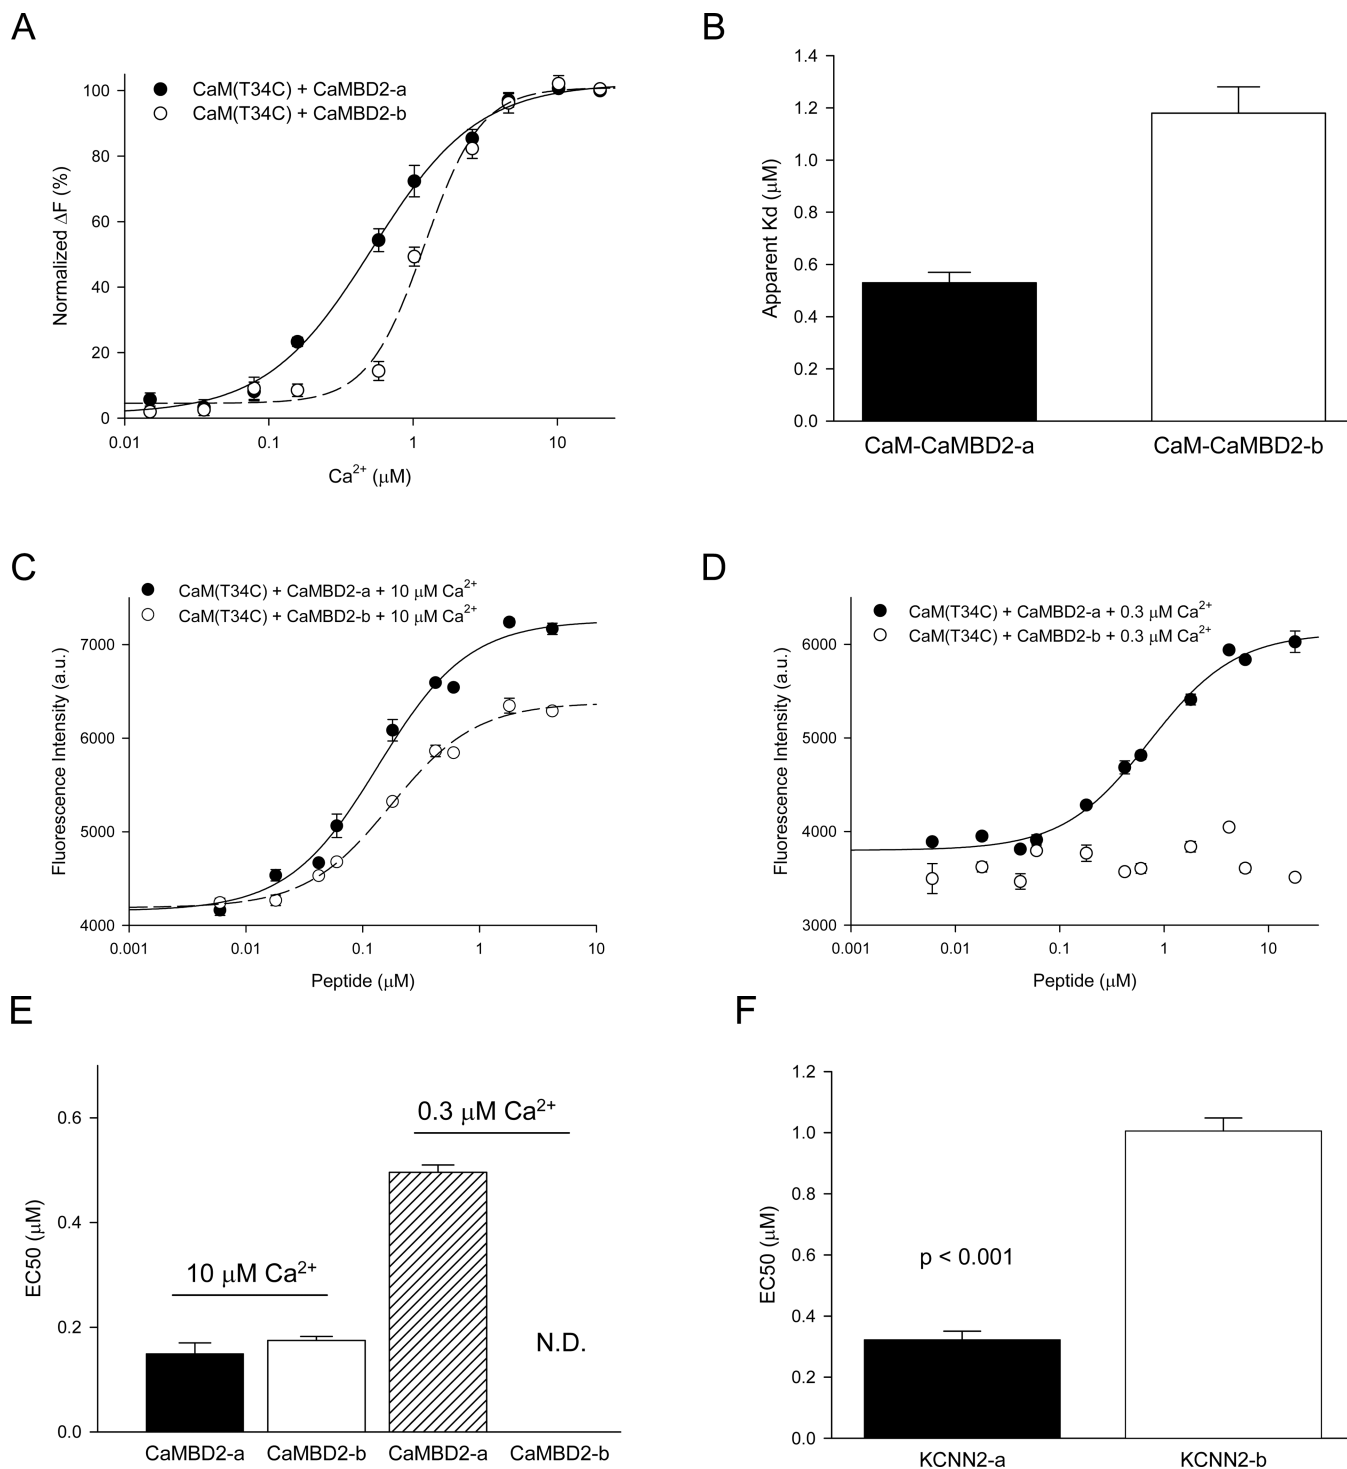 A
CaM(T34C) + CaMBD2-a
CaM(T34C) + CaMBD2-b
Normalized ΔF (%)
100
80
60
40
20
0
0.01 0.1 1 10
Ca²⁺ (μM)
B
Apparent Kd (μM)
1.4
1.2
1.0
0.8
0.6
0.4
0.2
0.0
CaM-CaMBD2-a CaM-CaMBD2-b
C
CaM(T34C) + CaMBD2-a + 10 μM Ca²⁺
CaM(T34C) + CaMBD2-b + 10 μM Ca²⁺
Fluorescence Intensity (a.u.)
7000
6000
5000
4000
0.001 0.01 0.1 1 10
Peptide (μM)
D
CaM(T34C) + CaMBD2-a + 0.3 μM Ca²⁺
CaM(T34C) + CaMBD2-b + 0.3 μM Ca²⁺
Fluorescence Intensity (a.u.)
6000
5000
4000
3000
0.001 0.01 0.1 1 10
Peptide (μM)
E
EC50 (μM)
0.6
0.4
0.2
0.0
10 μM Ca²⁺
0.3 μM Ca²⁺
N.D.
CaMBD2-a CaMBD2-b CaMBD2-a CaMBD2-b
F
EC50 (μM)
1.2
1.0
0.8
0.6
0.4
0.2
0.0
p < 0.001
KCNN2-a KCNN2-b